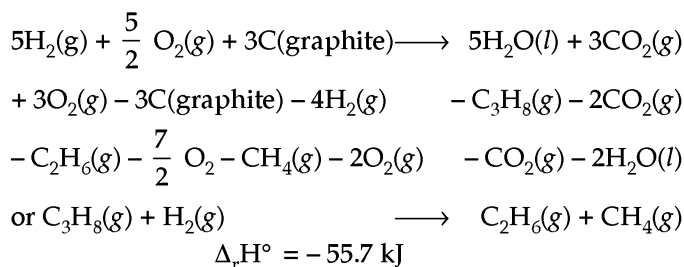 5H₂(g) + 5/2 O₂(g) + 3C(graphite) ⟶ 5H₂O(l) + 3CO₂(g)
+ 3O₂(g) – 3C(graphite) – 4H₂(g) – C₃H₈(g) – 2CO₂(g)
– C₂H₆(g) – 7/2 O₂ – CH₄(g) – 2O₂(g) – CO₂(g) – 2H₂O(l)
or C₃H₈(g) + H₂(g) ⟶ C₂H₆(g) + CH₄(g)
ΔᵣH° = – 55.7 kJ